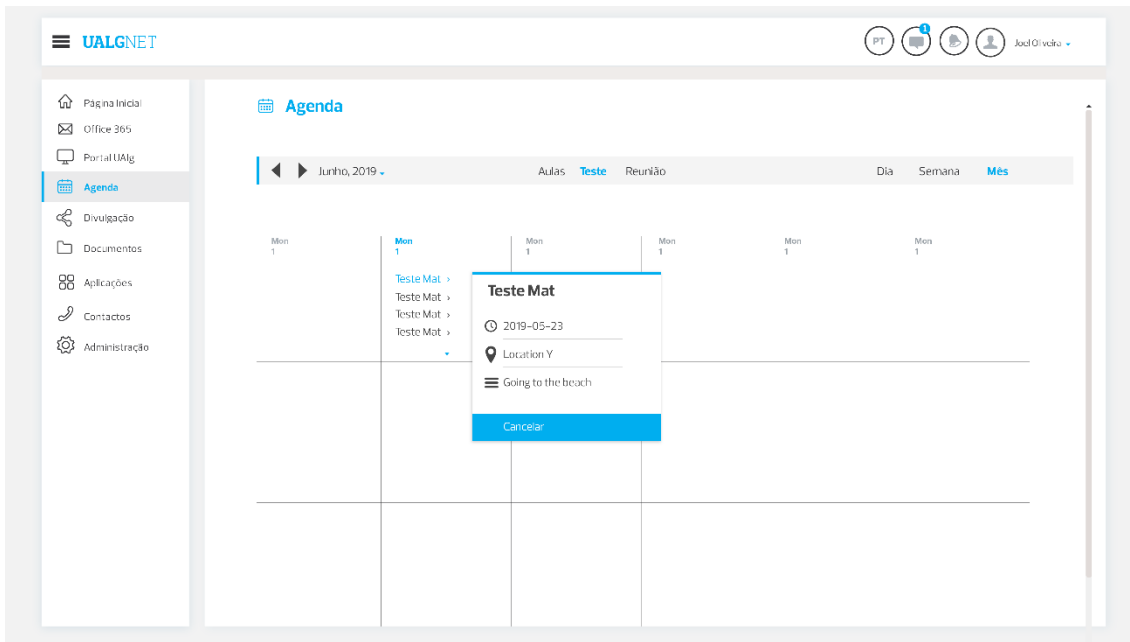 UALGNET
PT
1
Joel Oliveira
Página Inicial
Office 365
Portal UAlg
Agenda
Divulgação
Documentos
Aplicações
Contactos
Administração
Agenda
Junho, 2019
Aulas Teste Reunião
Dia Semana Mês
Mon Mon Mon Mon Mon Mon
1 1 1 1 1 1
Teste Mat ›
Teste Mat ›
Teste Mat ›
Teste Mat ›
Teste Mat
2019-05-23
Location Y
Going to the beach
Cancelar